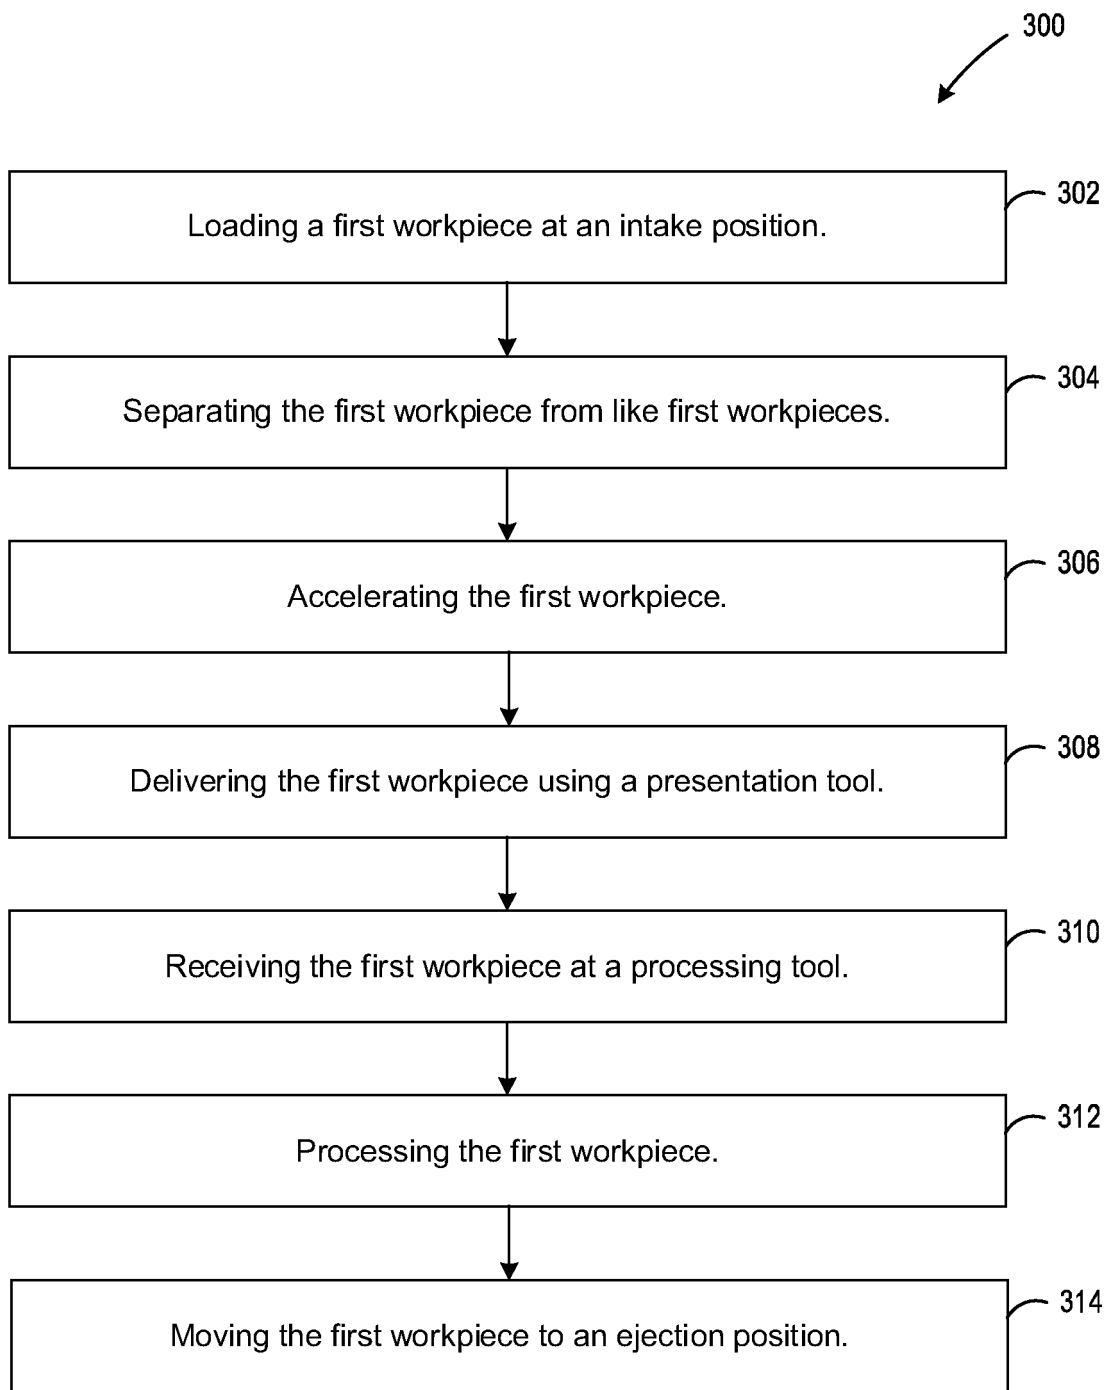 300
Loading a first workpiece at an intake position.
302
Separating the first workpiece from like first workpieces.
304
Accelerating the first workpiece.
306
Delivering the first workpiece using a presentation tool.
308
Receiving the first workpiece at a processing tool.
310
Processing the first workpiece.
312
Moving the first workpiece to an ejection position.
314